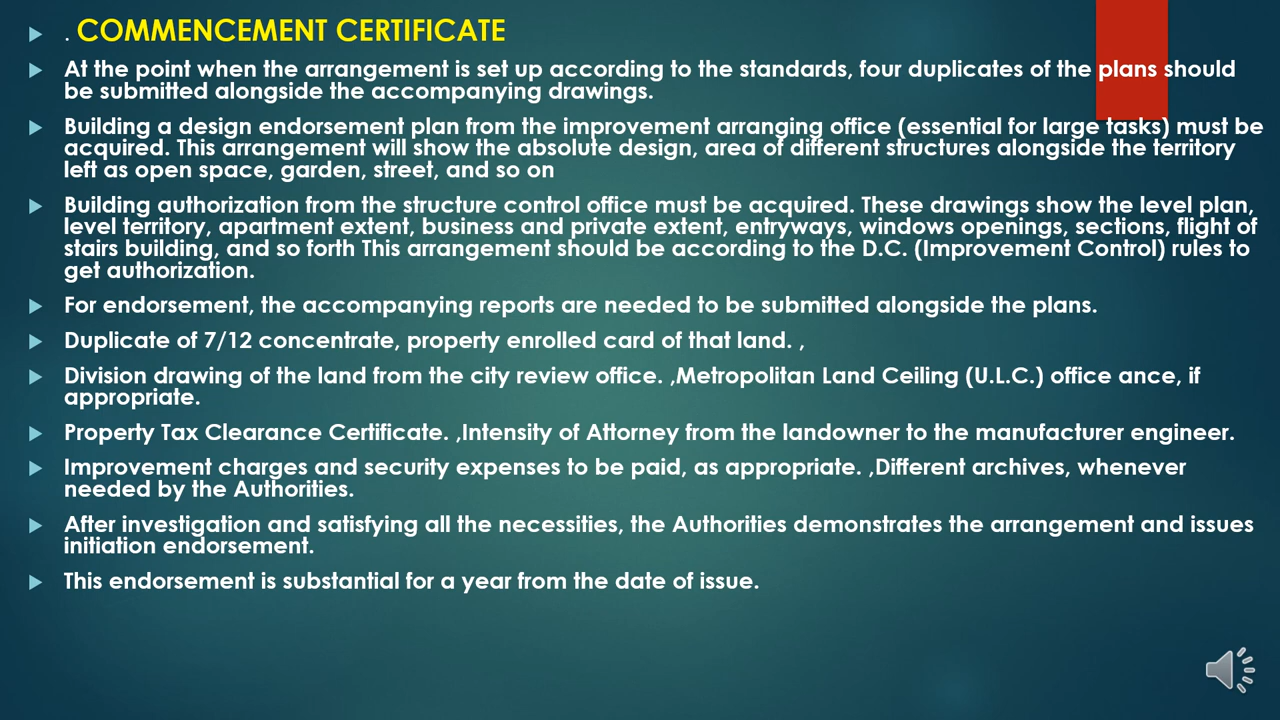 . COMMENCEMENT CERTIFICATE
At the point when the arrangement is set up according to the standards, four duplicates of the plans should
be submitted alongside the accompanying drawings.
Building a design endorsement plan from the improvement arranging office (essential for large tasks) must be
acquired. This arrangement will show the absolute design, area of different structures alongside the territory
left as open space, garden, street, and so on
Building authorization from the structure control office must be acquired. These drawings show the level plan,
level territory, apartment extent, business and private extent, entryways, windows openings, sections, flight of
stairs building, and so forth This arrangement should be according to the D.C. (Improvement Control) rules to
get authorization.
For endorsement, the accompanying reports are needed to be submitted alongside the plans.
Duplicate of 7/12 concentrate, property enrolled card of that land. ,
Division drawing of the land from the city review office. ,Metropolitan Land Ceiling (U.L.C.) office ance, if
appropriate.
Property Tax Clearance Certificate. ,Intensity of Attorney from the landowner to the manufacturer engineer.
Improvement charges and security expenses to be paid, as appropriate. ,Different archives, whenever
needed by the Authorities.
After investigation and satisfying all the necessities, the Authorities demonstrates the arrangement and issues
initiation endorsement.
This endorsement is substantial for a year from the date of issue.